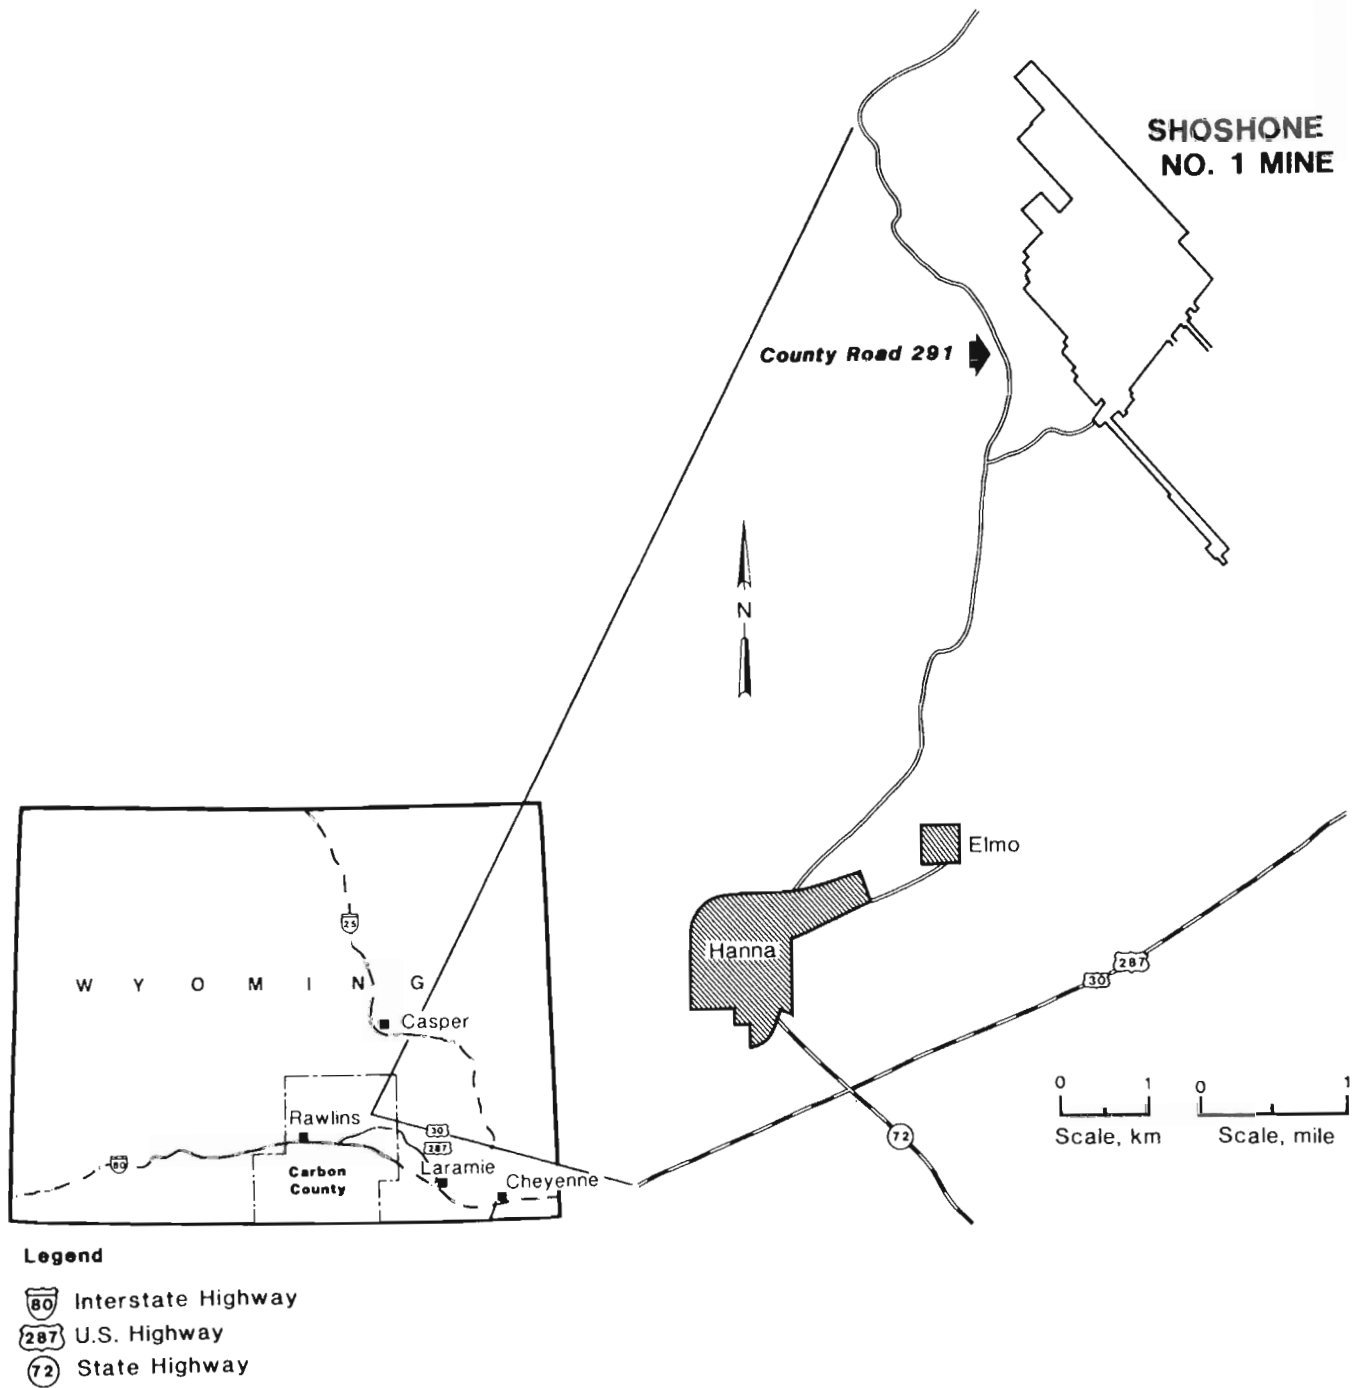 SHOSHONE
NO. 1 MINE
County Road 291
N
Elmo
Hanna
287
30
72
0 1
Scale, km
0 1
Scale, mile
25
WYOMING
Casper
Rawlins
30
287
80
Carbon
County
Laramie
Cheyenne
Legend
80 Interstate Highway
287 U.S. Highway
72 State Highway